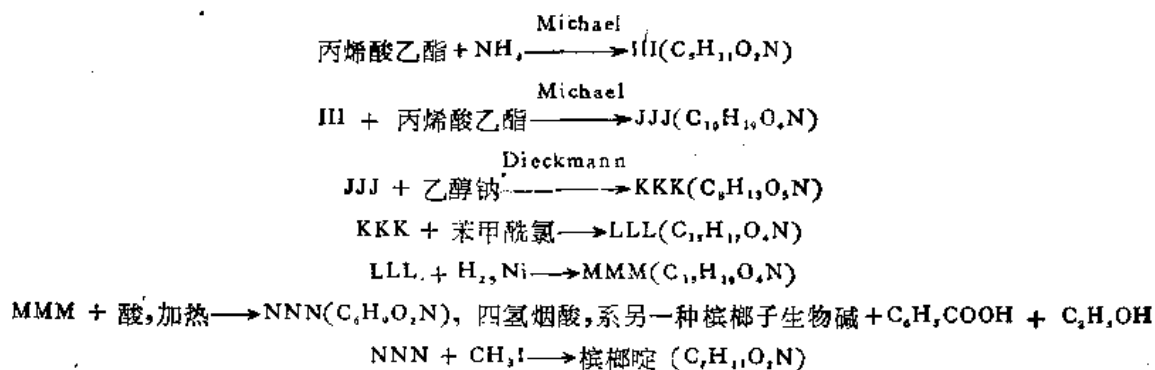 Michael
丙烯酸乙酯 + NH₃ ⟶ III(C₅H₁₁O₂N)
Michael
III + 丙烯酸乙酯 ⟶ JJJ(C₁₀H₁₉O₄N)
Dieckmann
JJJ + 乙醇钠 ⟶ KKK(C₈H₁₃O₃N)
KKK + 苯甲酰氯 ⟶ LLL(C₁₅H₁₇O₄N)
LLL + H₂,Ni ⟶ MMM(C₁₅H₁₉O₄N)
MMM + 酸,加热 ⟶ NNN(C₆H₉O₂N), 四氢烟酸,系另一种槟榔子生物碱 + C₆H₅COOH + C₂H₅OH
NNN + CH₃I ⟶ 槟榔啶 (C₇H₁₁O₂N)